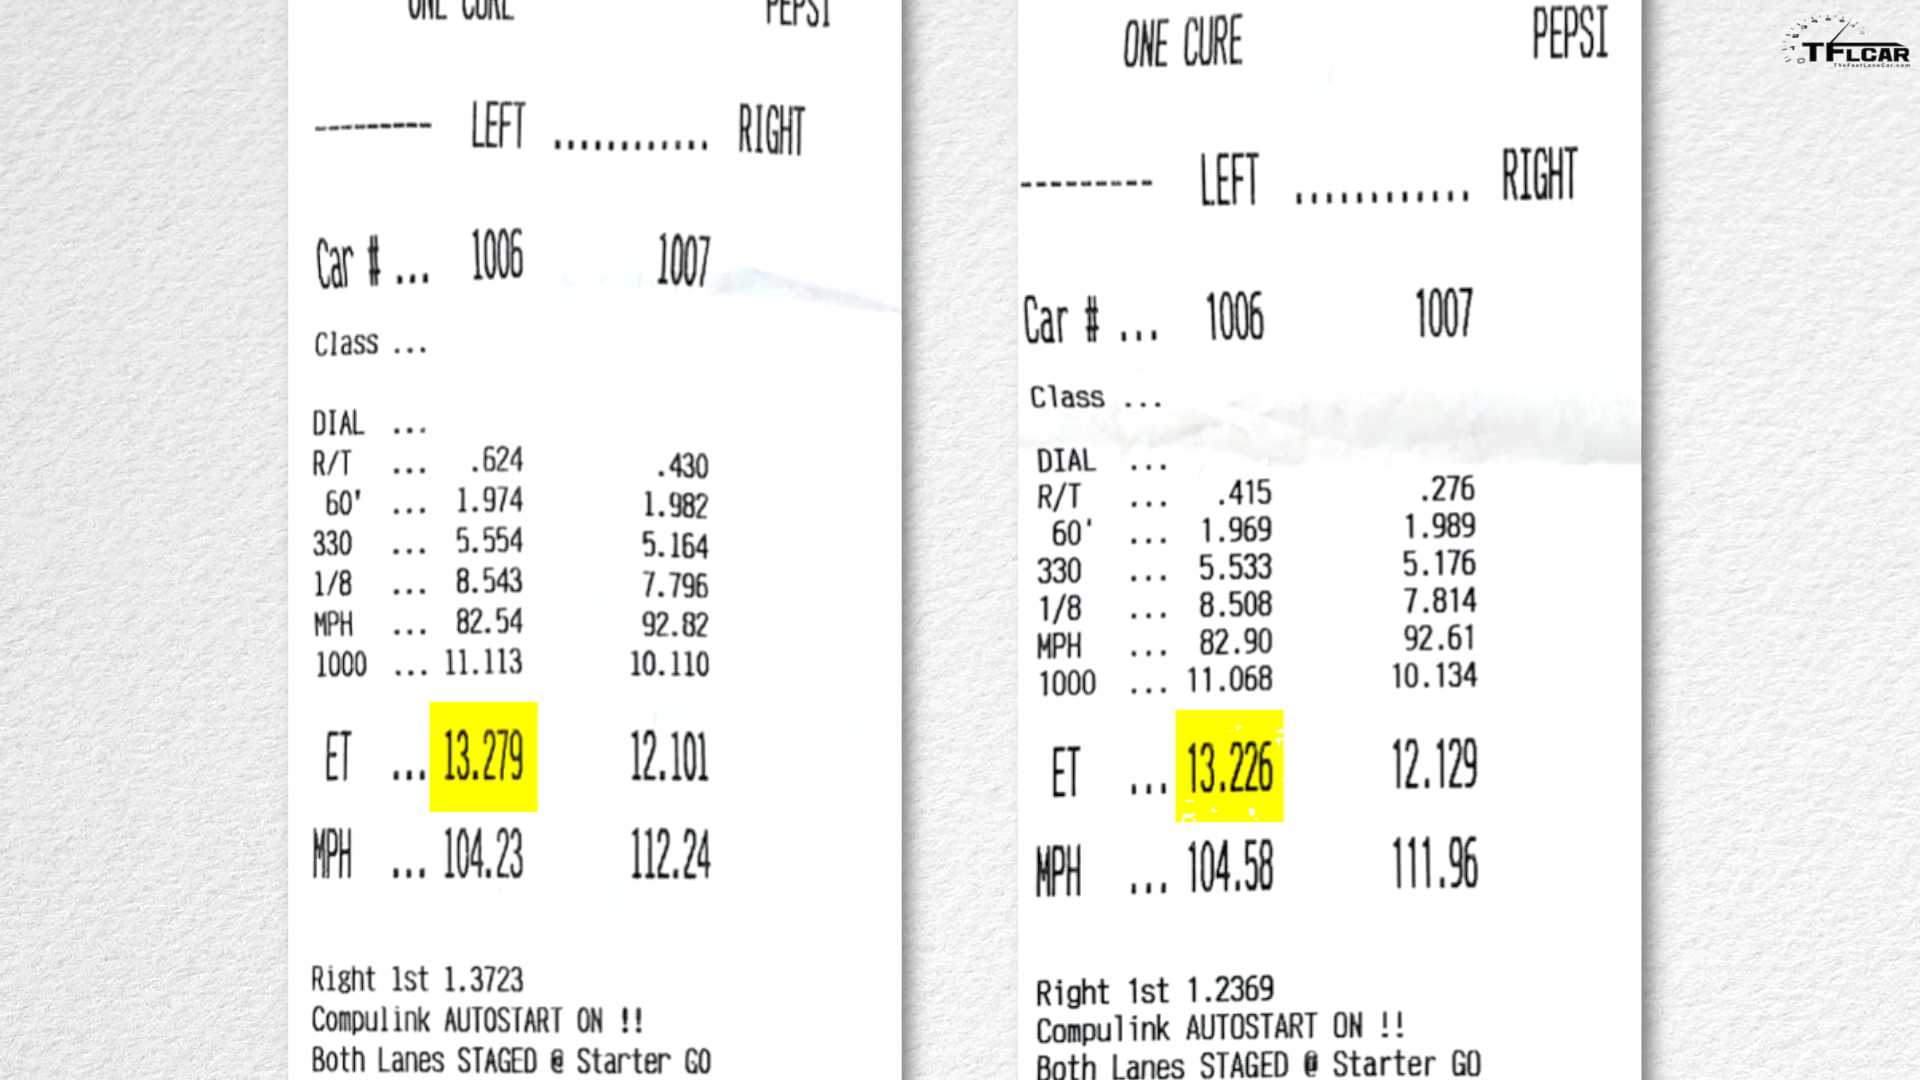 ONE CURE PEPSI
--------- LEFT ............ RIGHT
Car # ... 1006 1007
Class ...
DIAL ...
R/T ... .624 .430
60' ... 1.974 1.982
330 ... 5.554 5.164
1/8 ... 8.543 7.796
MPH ... 82.54 92.82
1000 ... 11.113 10.110
ET ... 13.279 12.101
MPH ... 104.23 112.24
Right 1st 1.3723
Compulink AUTOSTART ON !!
Both Lanes STAGED @ Starter GO
ONE CURE PEPSI
--------- LEFT ............ RIGHT
Car # ... 1006 1007
Class ...
DIAL ...
R/T ... .415 .276
60' ... 1.969 1.989
330 ... 5.533 5.176
1/8 ... 8.508 7.814
MPH ... 82.90 92.61
1000 ... 11.068 10.134
ET ... 13.226 12.129
MPH ... 104.58 111.96
Right 1st 1.2369
Compulink AUTOSTART ON !!
Both Lanes STAGED @ Starter GO
TFLCAR
TheFastLaneCar.com